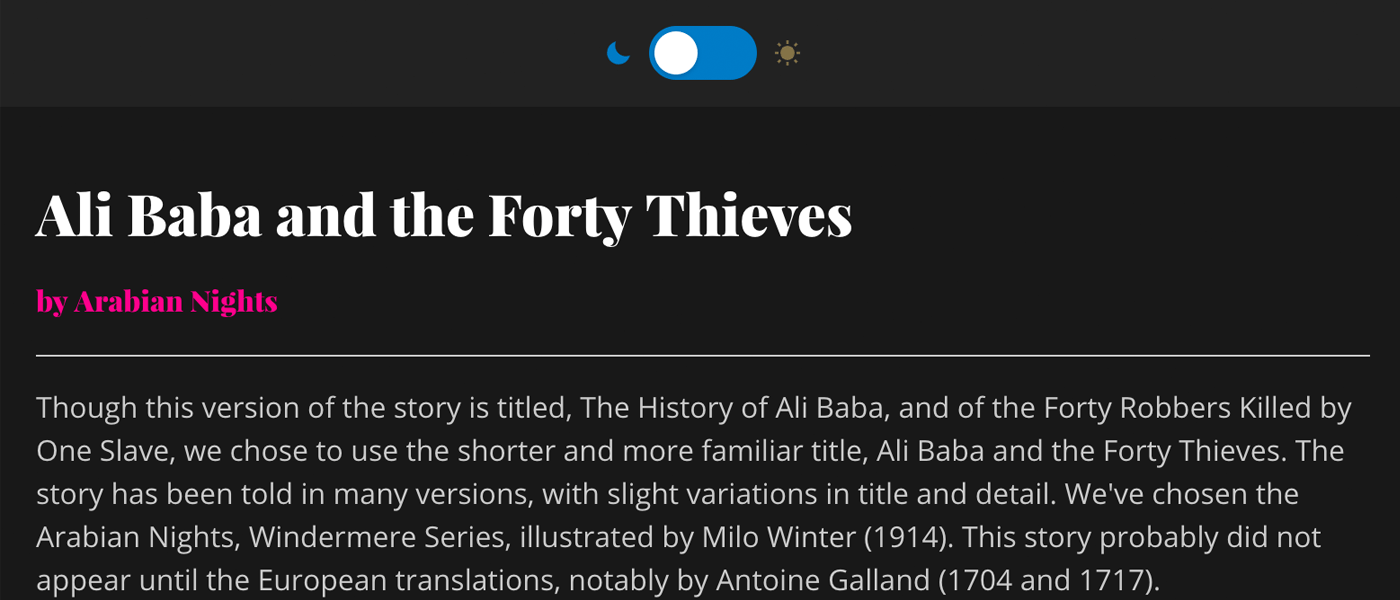 Ali Baba and the Forty Thieves
by Arabian Nights
Though this version of the story is titled, The History of Ali Baba, and of the Forty Robbers Killed by
One Slave, we chose to use the shorter and more familiar title, Ali Baba and the Forty Thieves. The
story has been told in many versions, with slight variations in title and detail. We've chosen the
Arabian Nights, Windermere Series, illustrated by Milo Winter (1914). This story probably did not
appear until the European translations, notably by Antoine Galland (1704 and 1717).